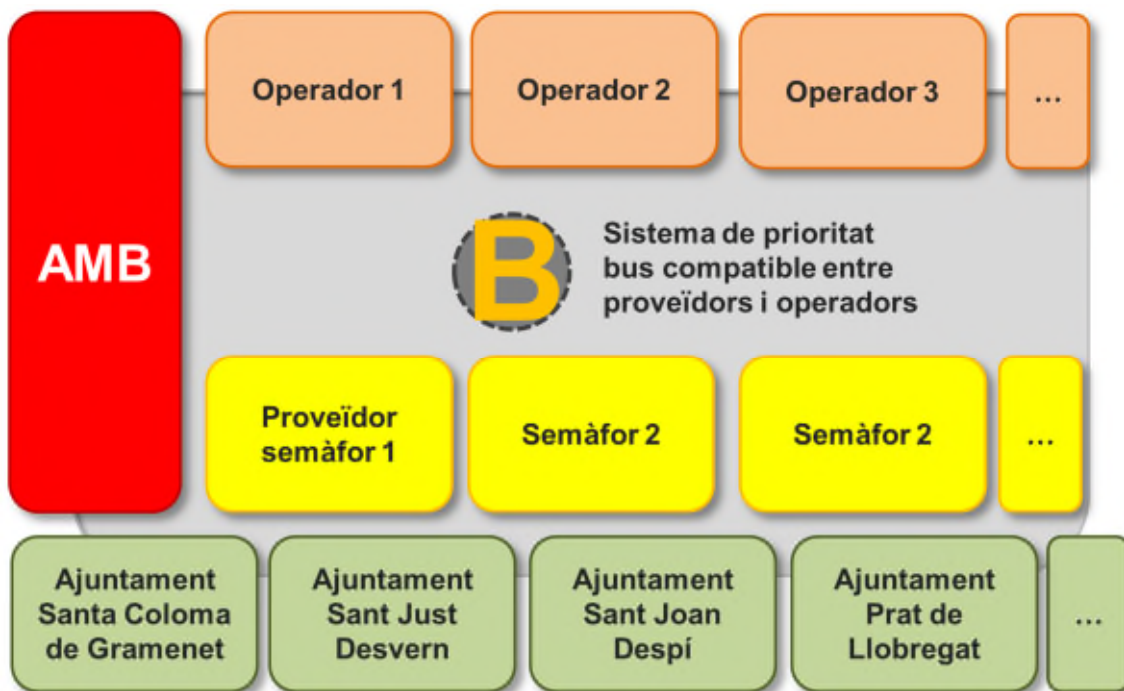 AMB
Operador 1
Operador 2
Operador 3
...
B
Sistema de prioritat
bus compatible entre
proveïdors i operadors
Proveïdor
semàfor 1
Semàfor 2
Semàfor 2
...
Ajuntament
Santa Coloma
de Gramenet
Ajuntament
Sant Just
Desvern
Ajuntament
Sant Joan
Despí
Ajuntament
Prat de
Llobregat
...